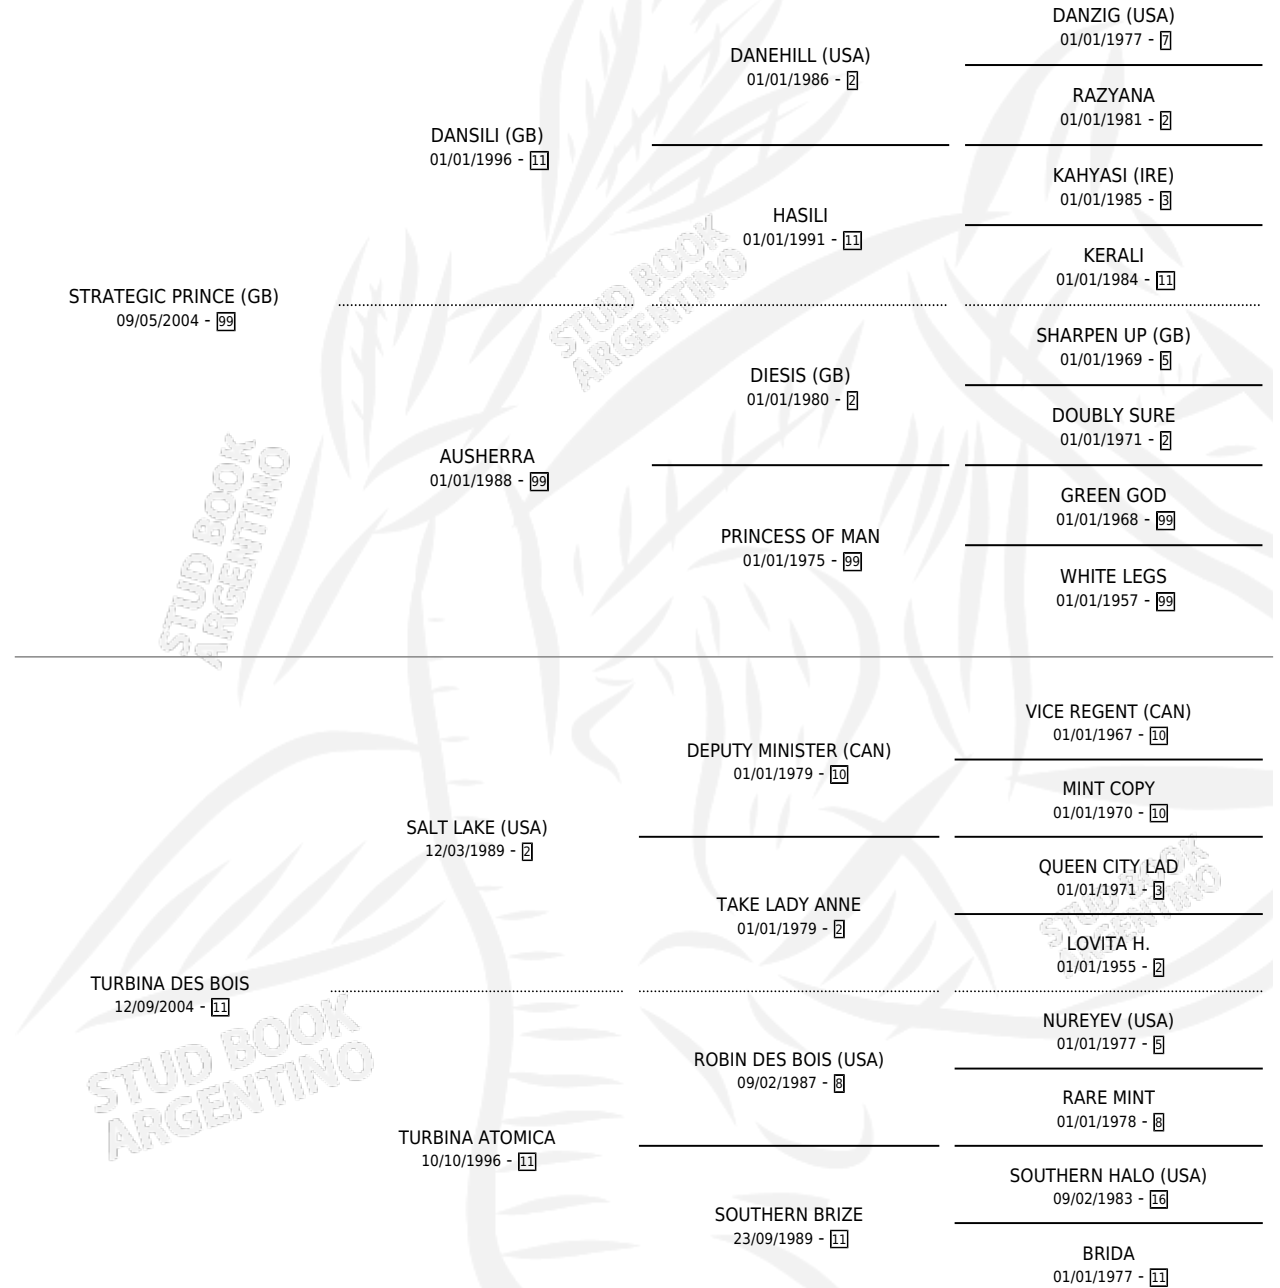 DANZIG (USA)
01/01/1977 - 7
DANEHILL (USA)
01/01/1986 - 2
RAZYANA
01/01/1981 - 2
DANSILI (GB)
01/01/1996 - 11
KAHYASI (IRE)
01/01/1985 - 3
HASILI
01/01/1991 - 11
KERALI
01/01/1984 - 11
STRATEGIC PRINCE (GB)
09/05/2004 - 99
STUD BOOK
ARGENTINO
SHARPEN UP (GB)
01/01/1969 - 5
DIESIS (GB)
01/01/1980 - 2
DOUBLY SURE
01/01/1971 - 2
AUSHERRA
01/01/1988 - 99
GREEN GOD
01/01/1968 - 99
PRINCESS OF MAN
01/01/1975 - 99
WHITE LEGS
01/01/1957 - 99
STUD BOOK
ARGENTINO
VICE REGENT (CAN)
01/01/1967 - 10
DEPUTY MINISTER (CAN)
01/01/1979 - 10
MINT COPY
01/01/1970 - 10
SALT LAKE (USA)
12/03/1989 - 2
QUEEN CITY LAD
01/01/1971 - 3
TAKE LADY ANNE
01/01/1979 - 2
STUD BOOK
ARGENTINO
LOVITA H.
01/01/1955 - 2
TURBINA DES BOIS
12/09/2004 - 11
NUREYEV (USA)
01/01/1977 - 5
ROBIN DES BOIS (USA)
09/02/1987 - 8
STUD BOOK
ARGENTINO
RARE MINT
01/01/1978 - 8
TURBINA ATOMICA
10/10/1996 - 11
SOUTHERN HALO (USA)
09/02/1983 - 16
SOUTHERN BRIZE
23/09/1989 - 11
BRIDA
01/01/1977 - 11